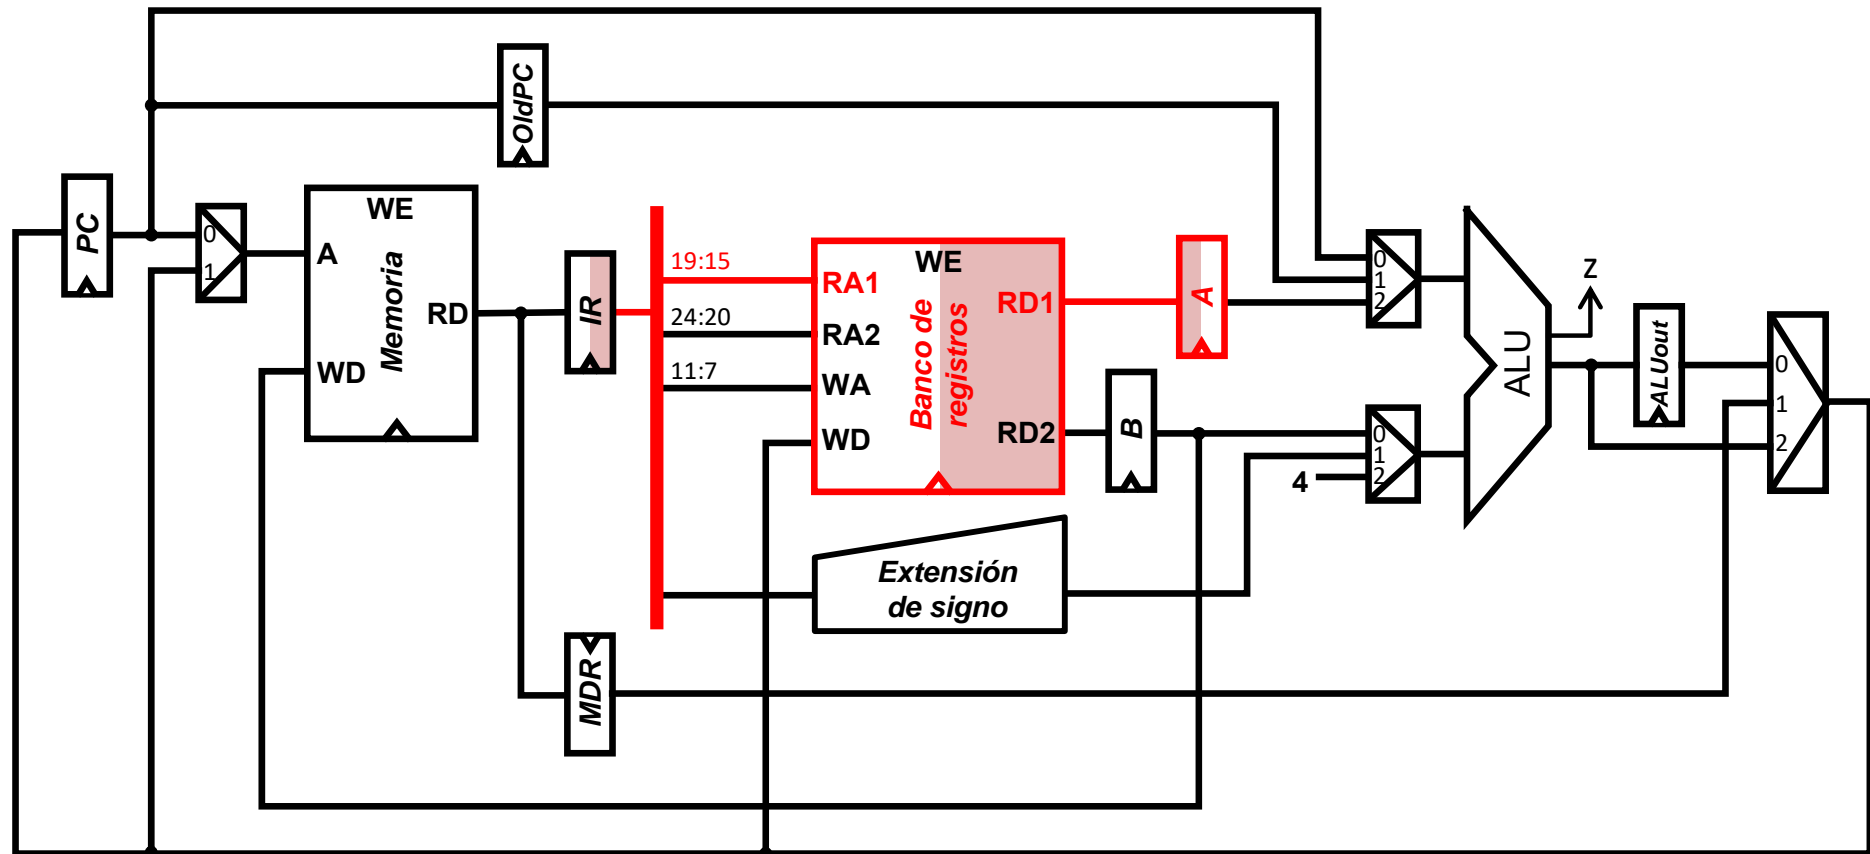 OldPC
PC
0
1
WE
A
Memoria
RD
WD
IR
19:15
24:20
11:7
WE
RA1
RA2
WA
WD
Banco de
registros
RD1
RD2
A
B
0
1
2
0
1
2
4
ALU
Z
ALUout
0
1
2
Extensión
de signo
MDR